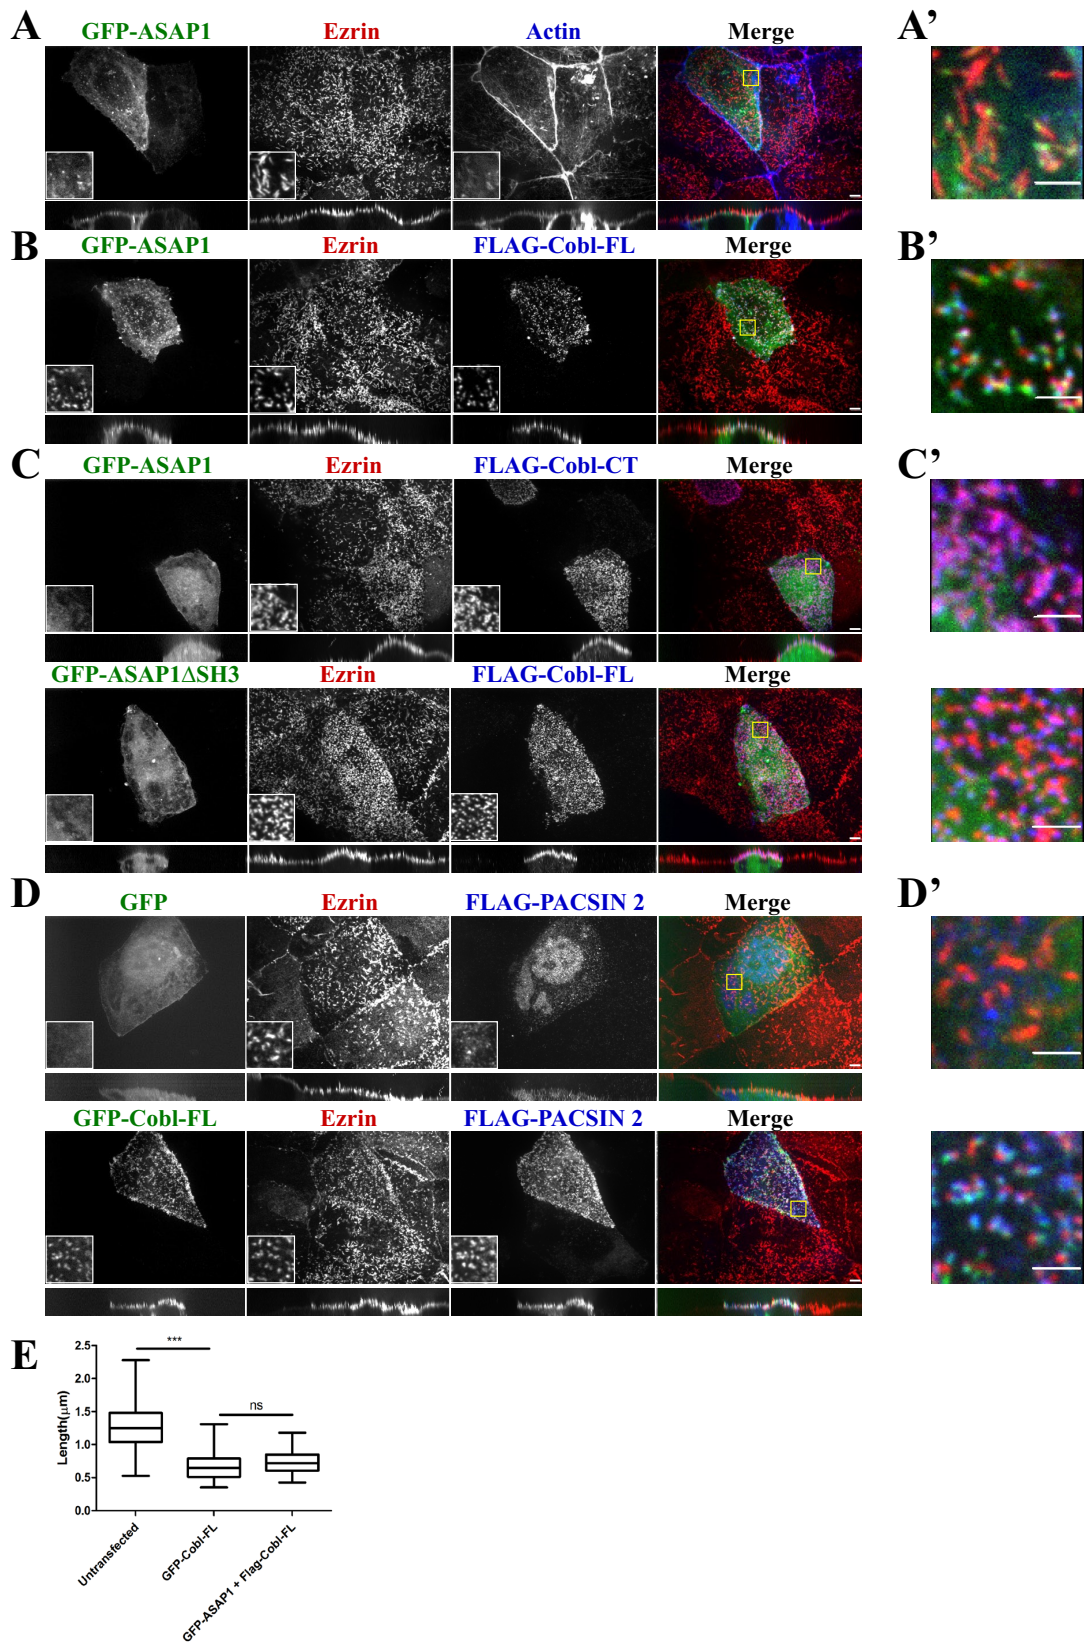 A GFP-ASAP1 Ezrin Actin Merge A’
B GFP-ASAP1 Ezrin FLAG-Cobl-FL Merge B’
C GFP-ASAP1 Ezrin FLAG-Cobl-CT Merge C’
GFP-ASAP1ΔSH3 Ezrin FLAG-Cobl-FL Merge
D GFP Ezrin FLAG-PACSIN 2 Merge D’
GFP-Cobl-FL Ezrin FLAG-PACSIN 2 Merge
E
***
ns
Length(μm)
2.5
2.0
1.5
1.0
0.5
0.0
Untransfected
GFP-Cobl-FL
GFP-ASAP1 + Flag-Cobl-FL